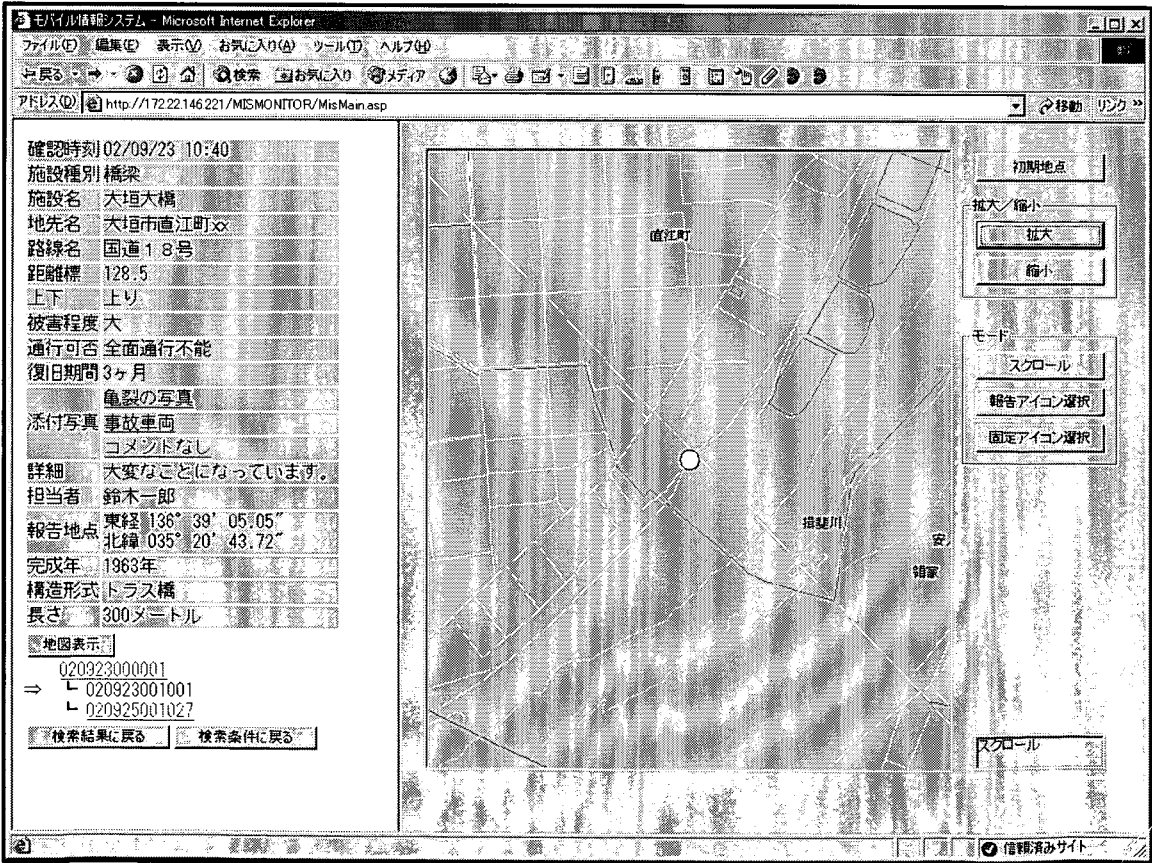 モバイル情報システム - Microsoft Internet Explorer
ファイル(F) 編集(E) 表示(V) お気に入り(A) ツール(T) ヘルプ(H)
戻る 検索 お気に入り メディア
アドレス(D) http://172.22.146.221/MISMONITOR/MisMain.asp 移動 リンク »
確認時刻 02/09/23 10:40
施設種別 橋梁
施設名 大垣大橋
地先名 大垣市直江町xx
路線名 国道18号
距離標 128.5
上下 上り
被害程度 大
通行可否 全面通行不能
復旧期間 3ヶ月
添付写真 亀裂の写真
事故車両
コメントなし
詳細 大変なことになっています。
担当者 鈴木一郎
報告地点 東経 136° 39' 05.05"
北緯 035° 20' 43.72"
完成年 1963年
構造形式 トラス橋
長さ 300メートル
地図表示
020923000001
⇒ └ 020923001001
└ 020925001027
検索結果に戻る 検索条件に戻る
直江町
揖斐川
安
領家
初期地点
拡大/縮小
拡大
縮小
モード
スクロール
報告アイコン選択
固定アイコン選択
スクロール
信頼済みサイト